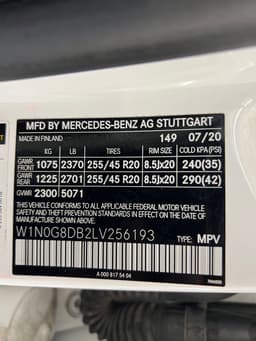 MFD BY MERCEDES-BENZ AG STUTTGART
MADE IN FINLAND 149 07/20
KG LB TIRES RIM SIZE COLD KPA(PSI)
GAWR FRONT 1075 2370 255/45 R20 8.5Jx20 240(35)
GAWR REAR 1225 2701 255/45 R20 8.5Jx20 290(42)
GVWR 2300 5071
THIS VEHICLE CONFORMS TO ALL APPLICABLE FEDERAL MOTOR VEHICLE SAFETY STANDARDS IN EFFECT ON THE DATE OF MANUFACTURE SHOWN ABOVE.
W1N0G8DB2LV256193
TYPE: MPV
A 000 817 54 04